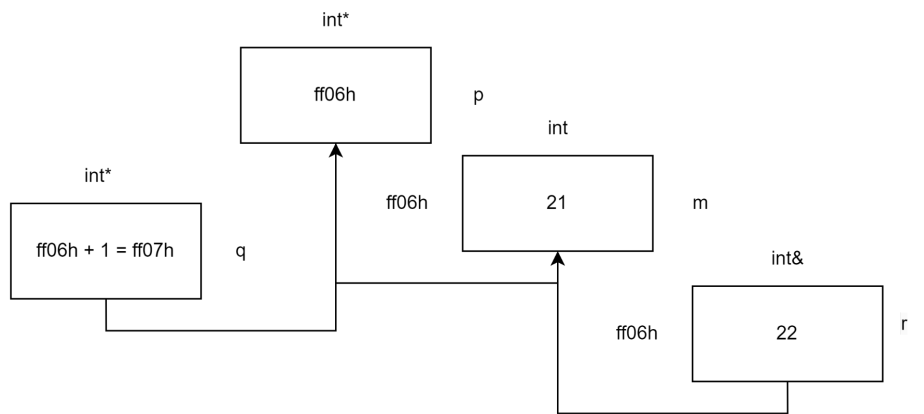 int*
ff06h
p
int
ff06h
21
m
int*
ff06h + 1 = ff07h
q
int&
ff06h
22
r